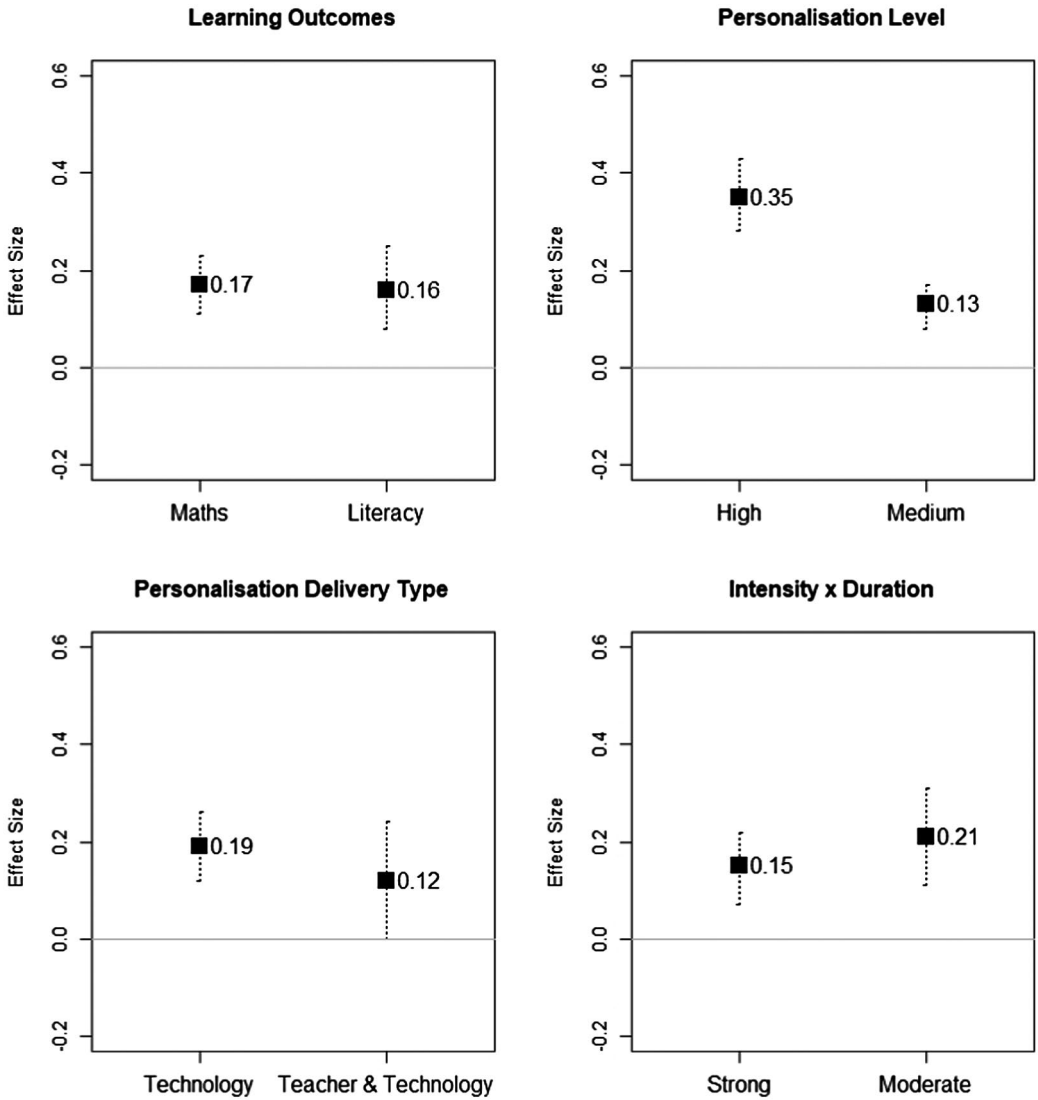 Learning Outcomes
Effect Size
0.6
0.4
0.2
0.0
-0.2
0.17
0.16
Maths Literacy
Personalisation Level
Effect Size
0.6
0.4
0.2
0.0
-0.2
0.35
0.13
High Medium
Personalisation Delivery Type
Effect Size
0.6
0.4
0.2
0.0
-0.2
0.19
0.12
Technology Teacher & Technology
Intensity x Duration
Effect Size
0.6
0.4
0.2
0.0
-0.2
0.15
0.21
Strong Moderate